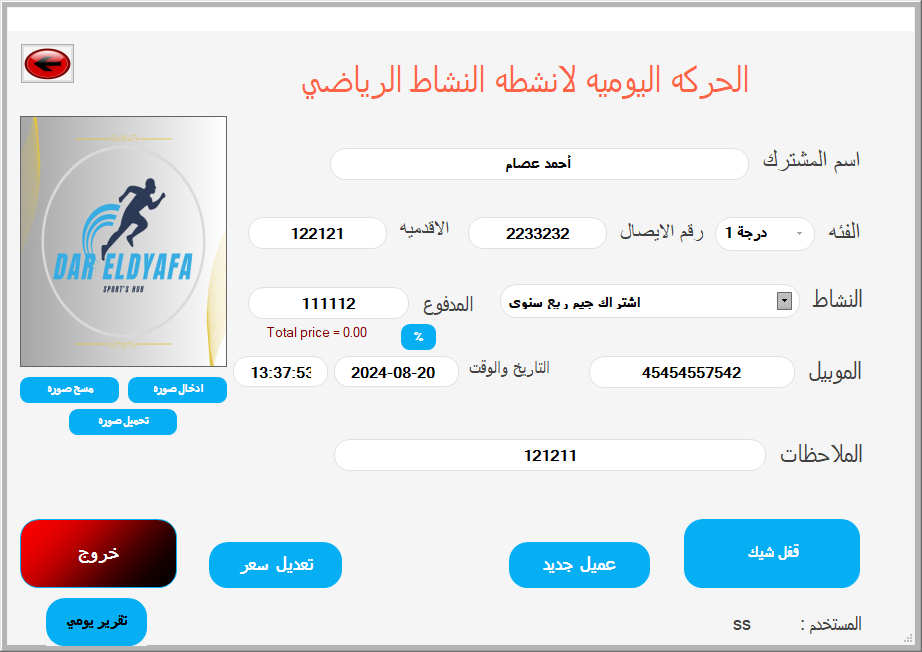 الحركه اليوميه لانشطه النشاط الرياضي
اسم المشترك أحمد عصام
الفئه درجة 1 رقم الايصال 2233232 الاقدميه 122121
النشاط اشتراك جيم ربع سنوى المدفوع 111112
Total price = 0.00 %
الموبيل 45454557542 التاريخ والوقت 2024-08-20 13:37:53
الملاحظات 121211
DAR ELDYAFA
SPORT'S HUB
ادخال صوره مسح صوره
تحميل صوره
قفل شيك عميل جديد تعديل سعر خروج
تقرير يومي
المستخدم : ss